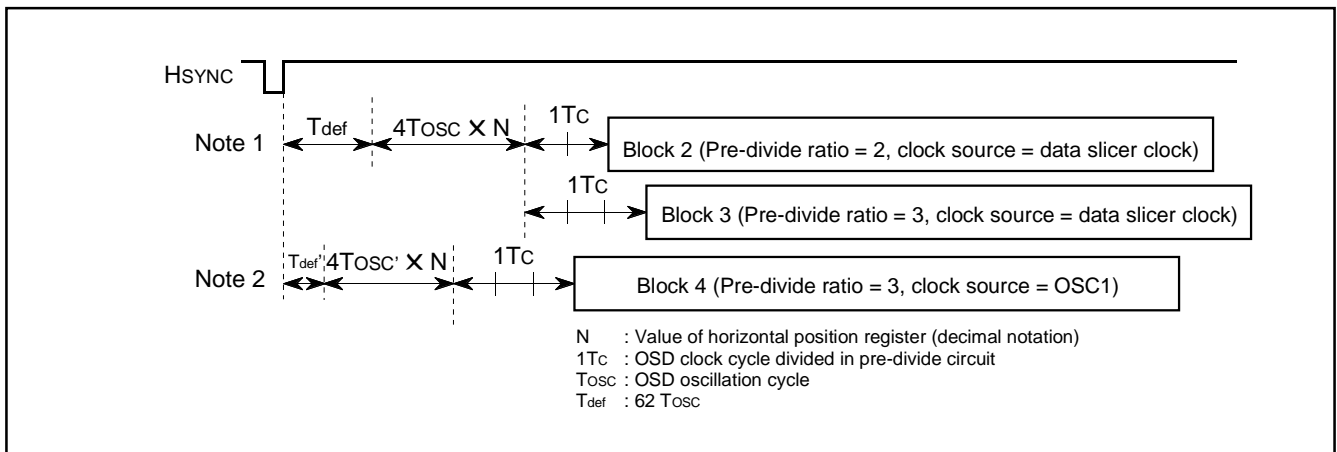 HSYNC
1TC
Tdef 4TOSC ✕ N
Note 1
Block 2 (Pre-divide ratio = 2, clock source = data slicer clock)
1TC
Block 3 (Pre-divide ratio = 3, clock source = data slicer clock)
Tdef' 4TOSC' ✕ N 1TC
Note 2
Block 4 (Pre-divide ratio = 3, clock source = OSC1)
N : Value of horizontal position register (decimal notation)
1TC : OSD clock cycle divided in pre-divide circuit
TOSC : OSD oscillation cycle
Tdef : 62 TOSC